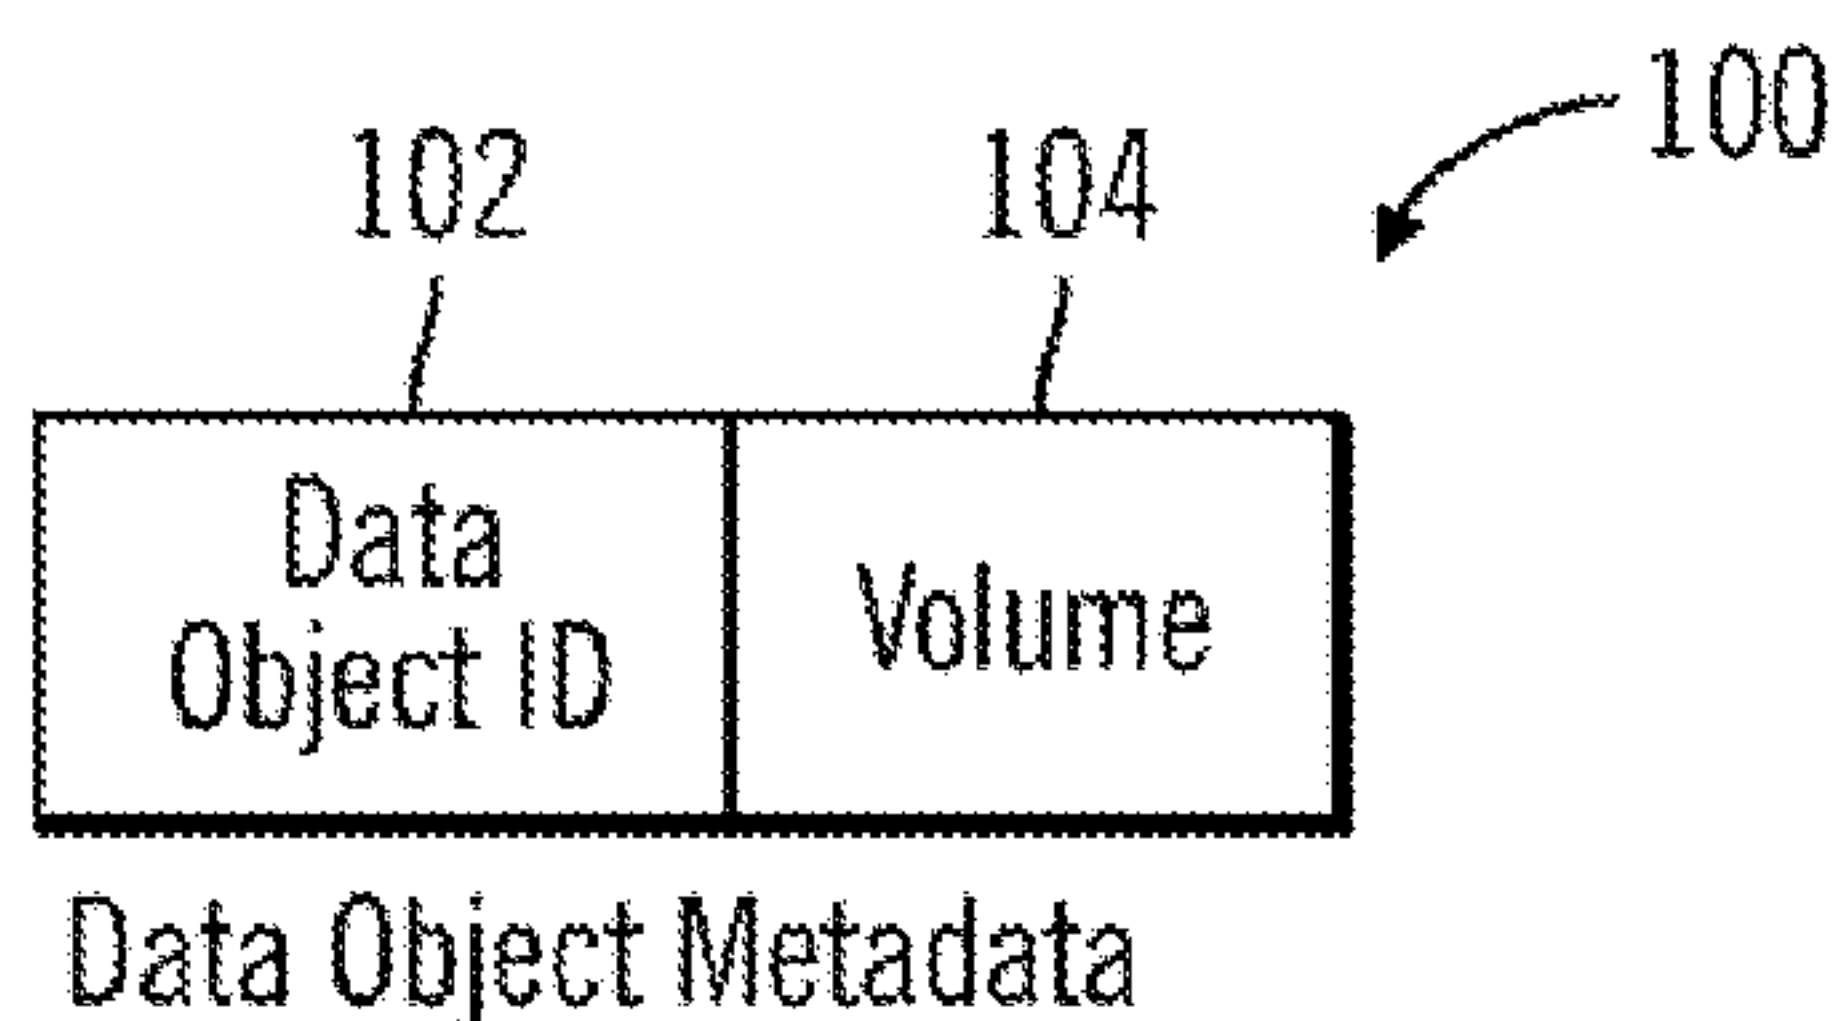 100
102
104
Data
Object ID
Volume
Data Object Metadata